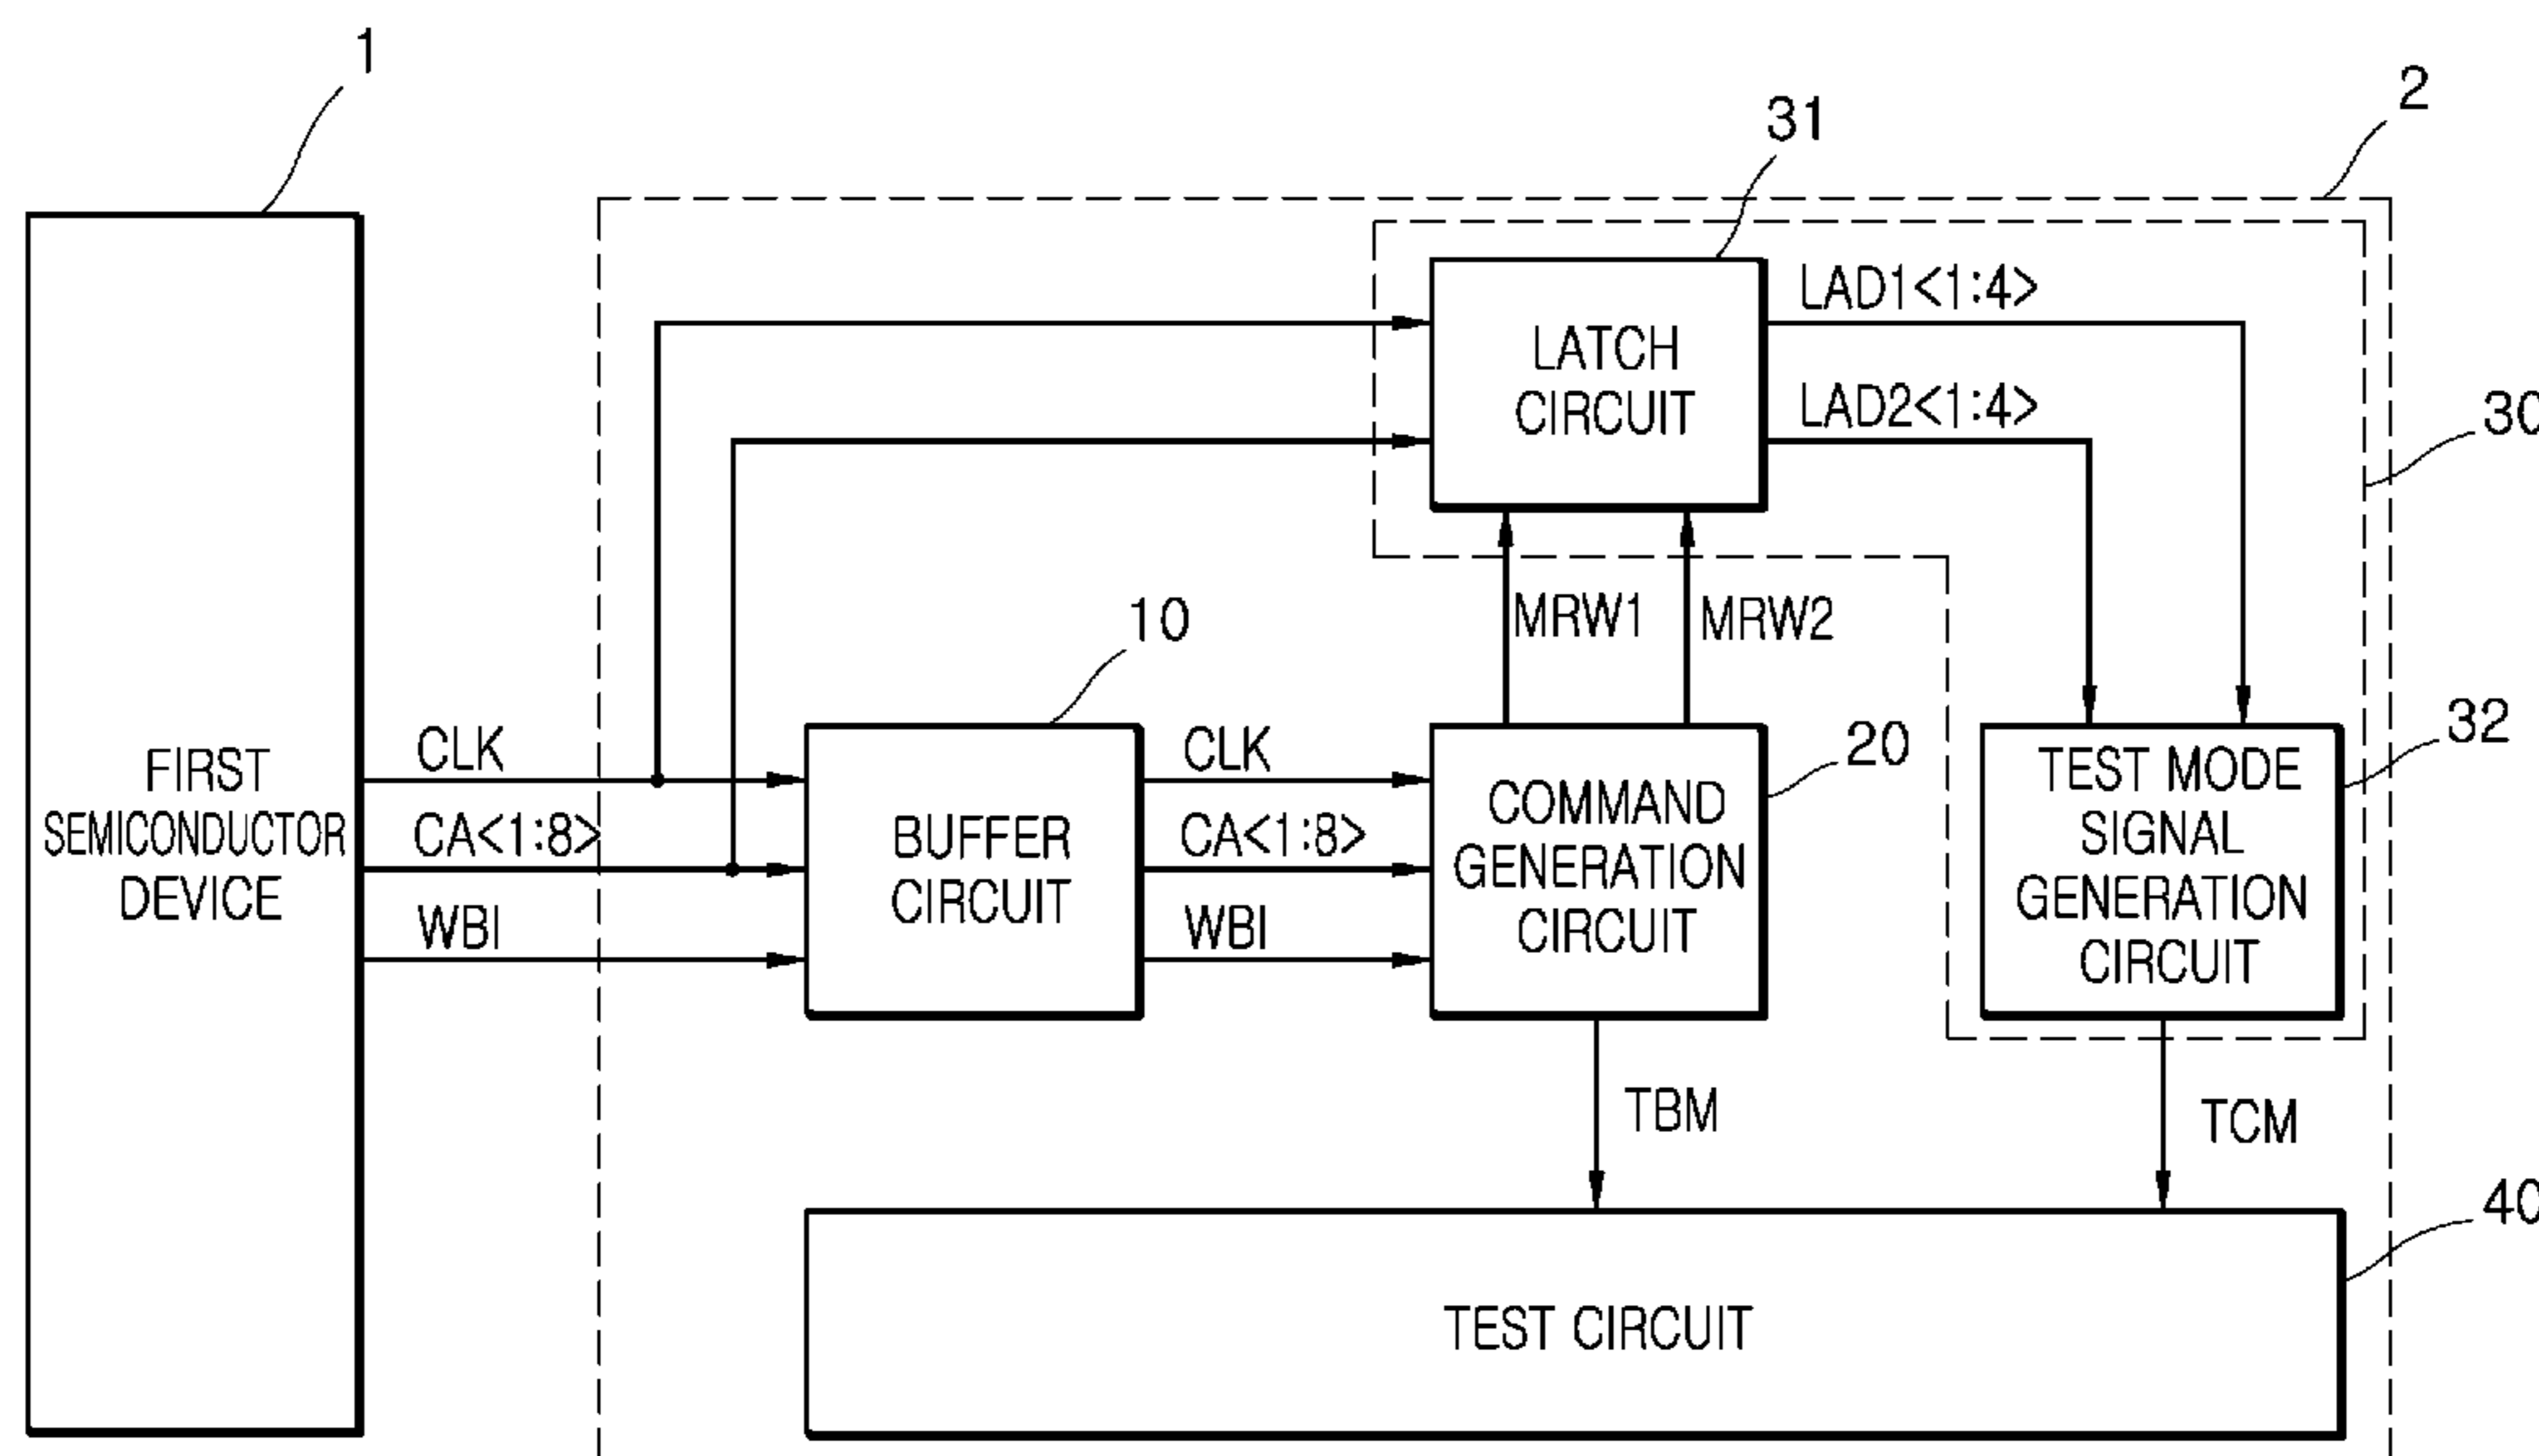 1
2
31
LAD1<1:4>
LATCH
CIRCUIT
LAD2<1:4>
30
MRW1
MRW2
10
20
32
CLK
CA<1:8>
WBI
FIRST
SEMICONDUCTOR
DEVICE
BUFFER
CIRCUIT
CLK
CA<1:8>
WBI
COMMAND
GENERATION
CIRCUIT
TEST MODE
SIGNAL
GENERATION
CIRCUIT
TBM
TCM
40
TEST CIRCUIT